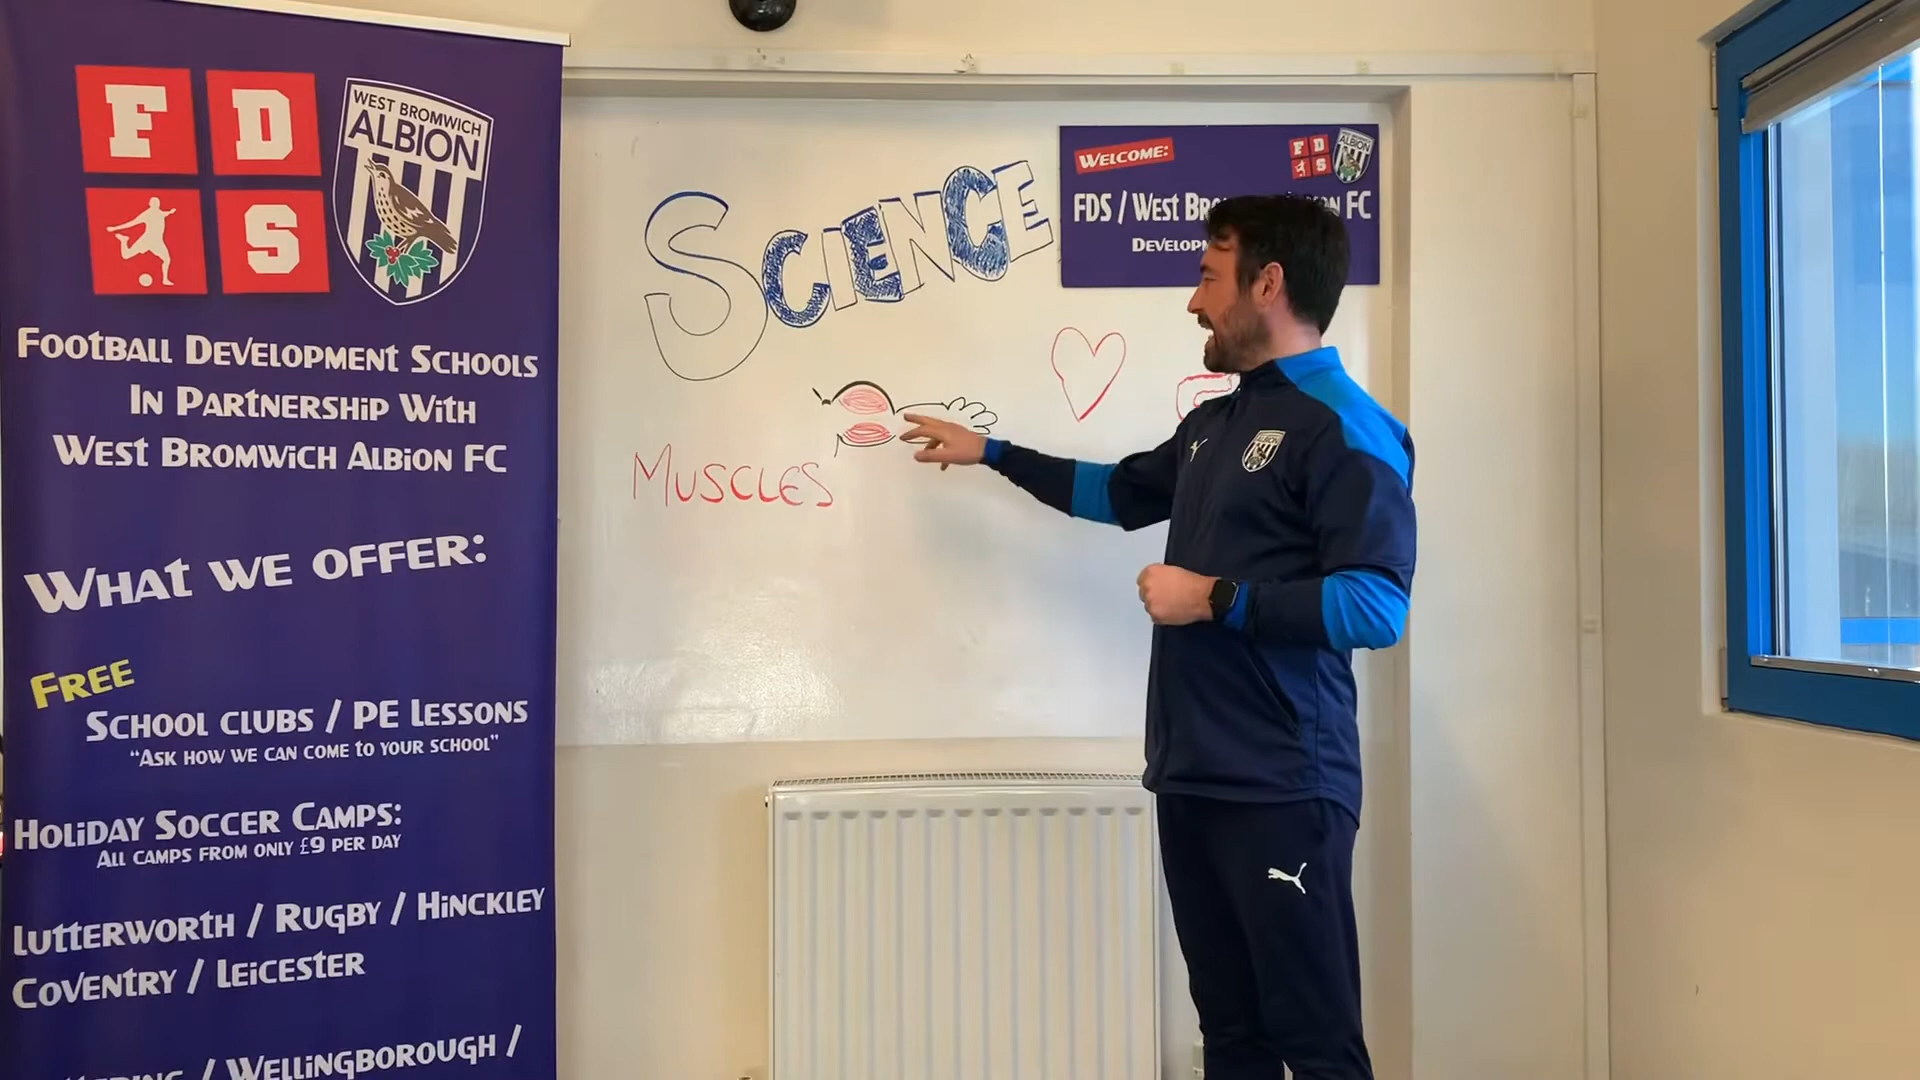 F D
S
WEST BROMWICH
ALBION
FOOTBALL DEVELOPMENT SCHOOLS
IN PARTNERSHIP WITH
WEST BROMWICH ALBION FC
WHAT WE OFFER:
FREE
SCHOOL CLUBS / PE LESSONS
"ASK HOW WE CAN COME TO YOUR SCHOOL"
HOLIDAY SOCCER CAMPS:
ALL CAMPS FROM ONLY £9 PER DAY
LUTTERWORTH / RUGBY / HINCKLEY
COVENTRY / LEICESTER
/ WELLINGBOROUGH /
SCIENCE
MUSCLES
WELCOME:
F D
S
ALBION
FDS / WEST FC
ALBION